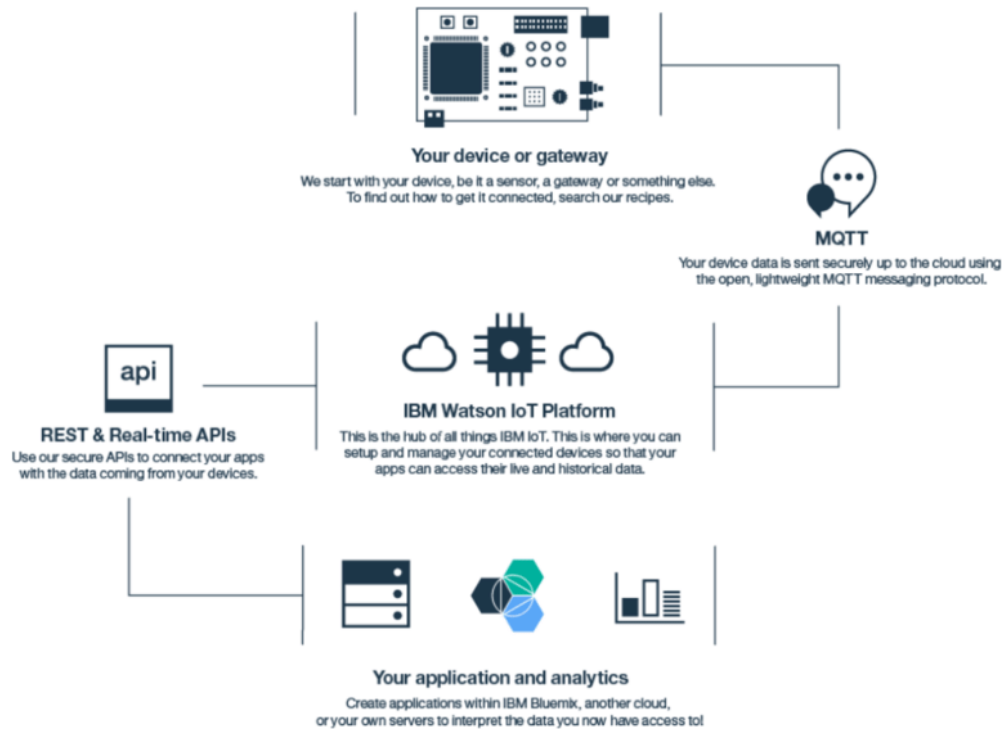 Your device or gateway
We start with your device, be it a sensor, a gateway or something else.
To find out how to get it connected, search our recipes.
MQTT
Your device data is sent securely up to the cloud using
the open, lightweight MQTT messaging protocol.
api
REST & Real-time APIs
Use our secure APIs to connect your apps
with the data coming from your devices.
IBM Watson IoT Platform
This is the hub of all things IBM IoT. This is where you can
setup and manage your connected devices so that your
apps can access their live and historical data.
Your application and analytics
Create applications within IBM Bluemix, another cloud,
or your own servers to interpret the data you now have access to!